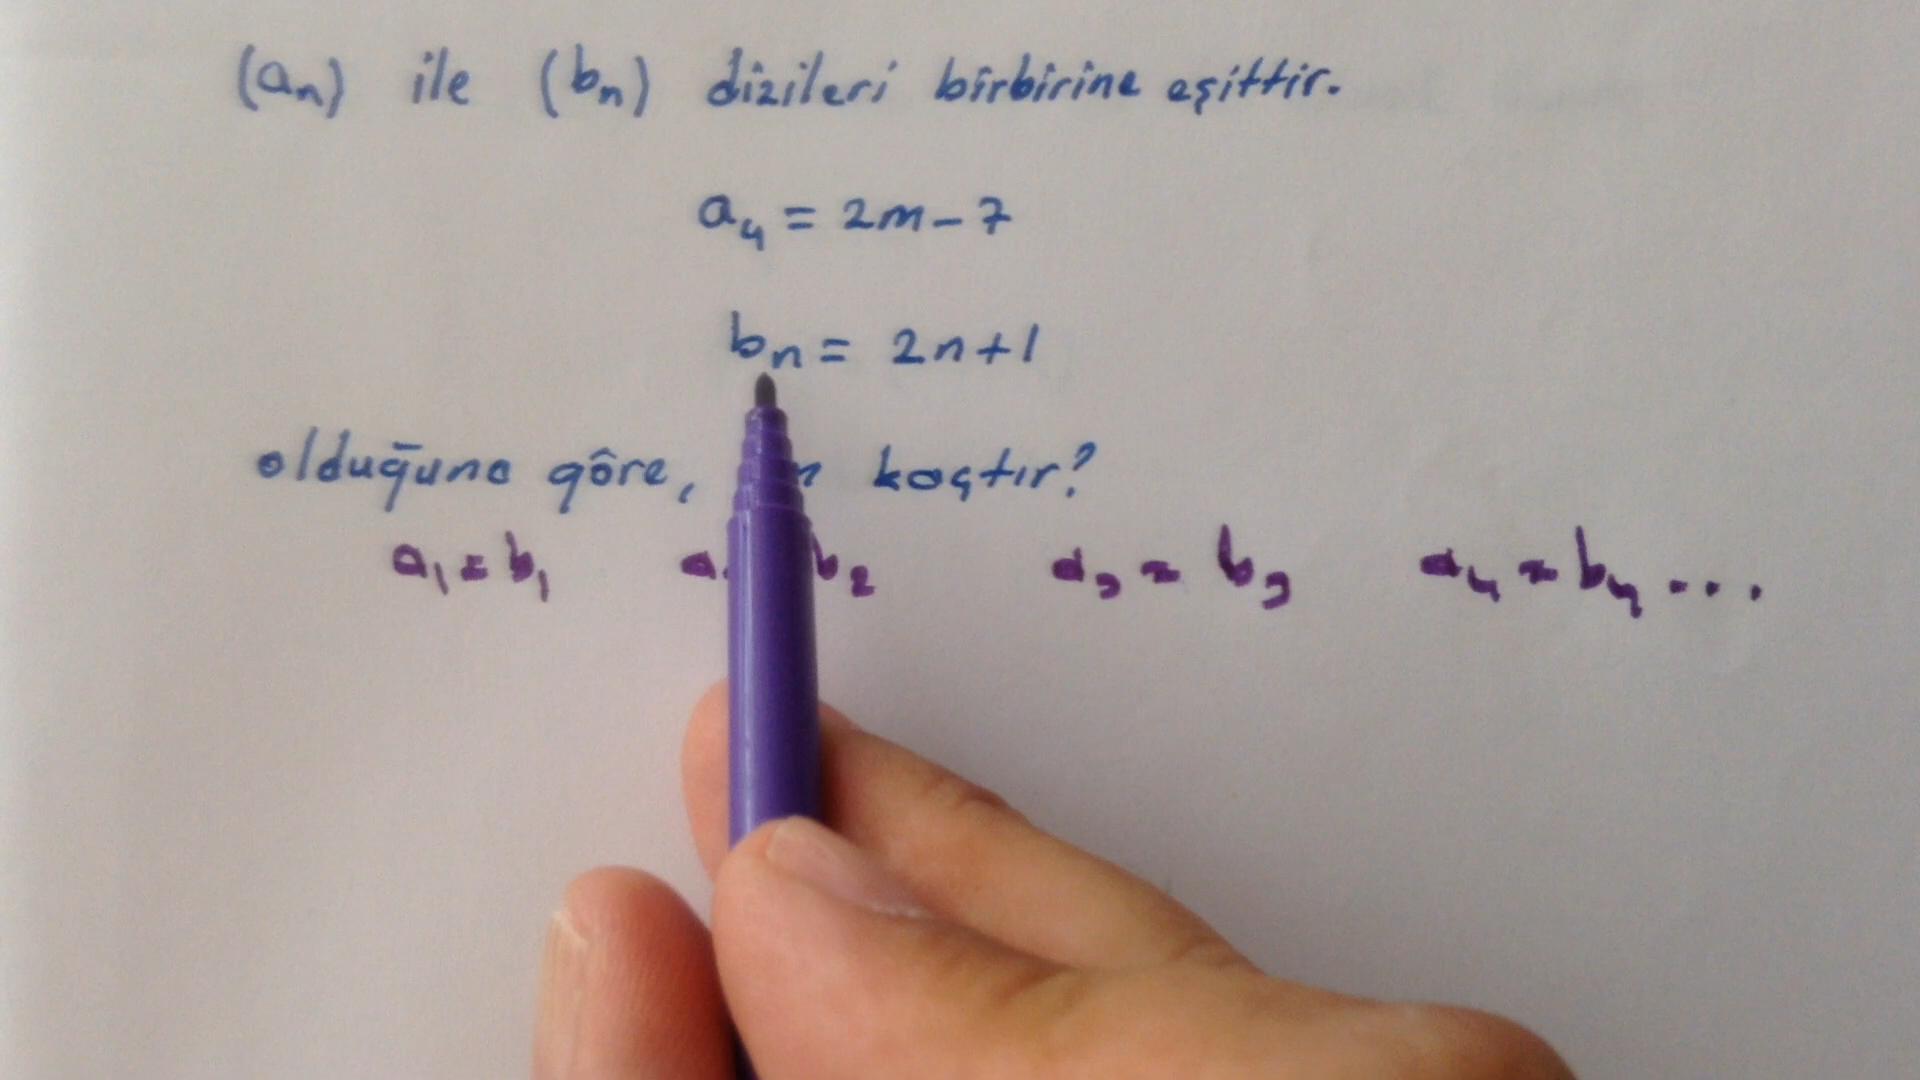 (aₙ) ile (bₙ) dizileri birbirine eşittir.
a₄ = 2m - 7
bₙ = 2n + 1
olduğuna göre, kaçtır?
a₁ = b₁ a b₂ a₃ = b₃ a₄ = b₄ ...